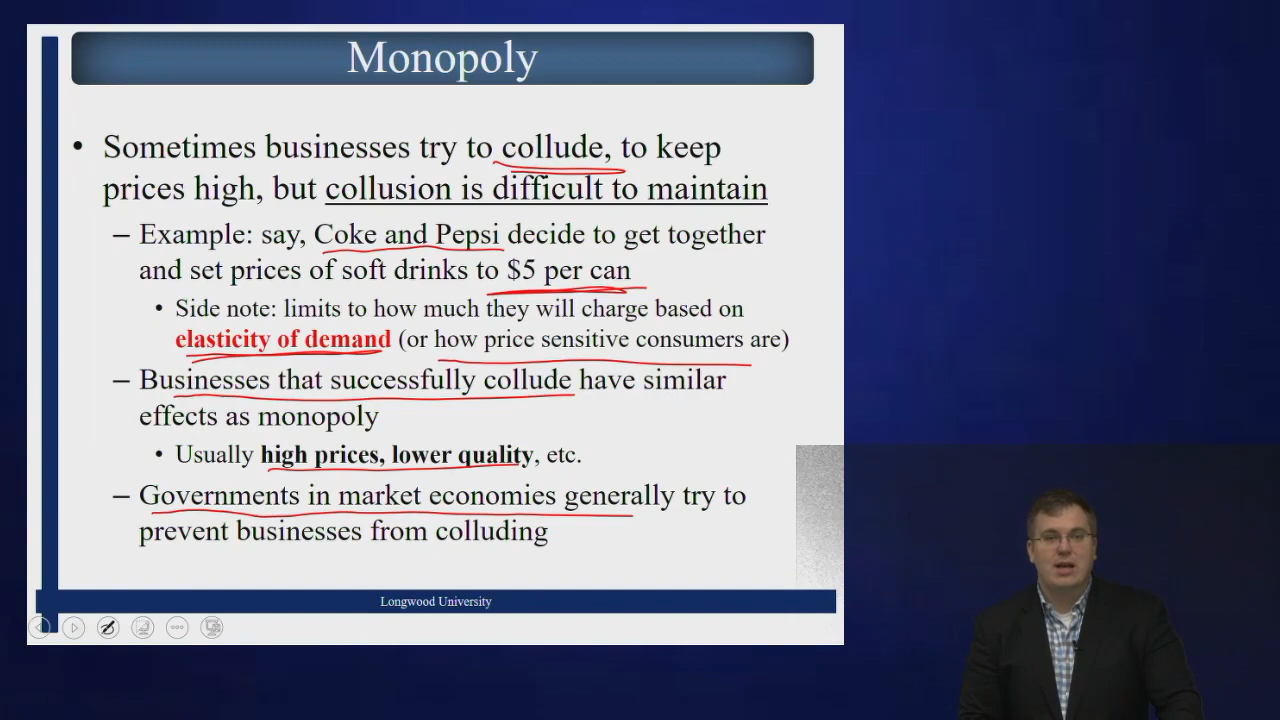 Monopoly
• Sometimes businesses try to collude, to keep
prices high, but collusion is difficult to maintain
– Example: say, Coke and Pepsi decide to get together
and set prices of soft drinks to $5 per can
• Side note: limits to how much they will charge based on
elasticity of demand (or how price sensitive consumers are)
– Businesses that successfully collude have similar
effects as monopoly
• Usually high prices, lower quality, etc.
– Governments in market economies generally try to
prevent businesses from colluding
Longwood University